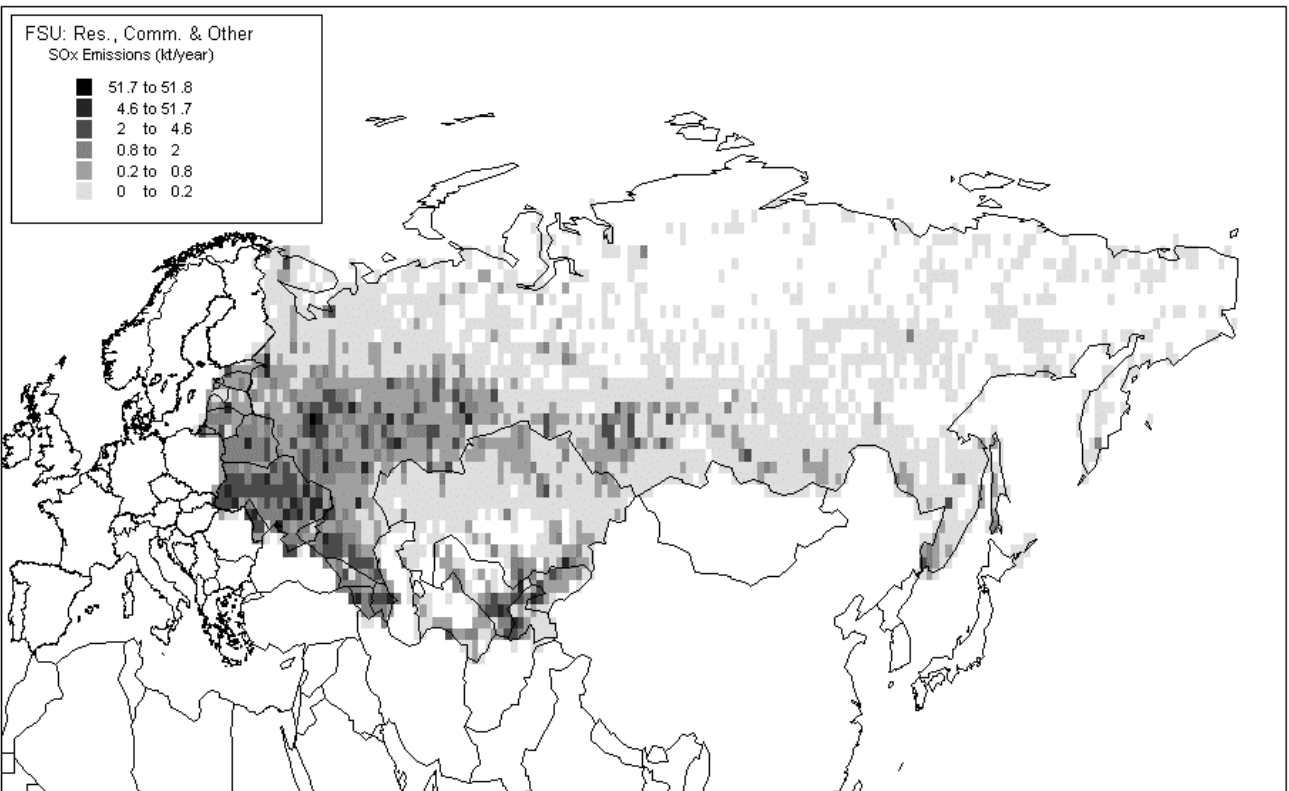 FSU: Res., Comm. & Other
SOx Emissions (kt/year)
51.7 to 51.8
4.6 to 51.7
2 to 4.6
0.8 to 2
0.2 to 0.8
0 to 0.2